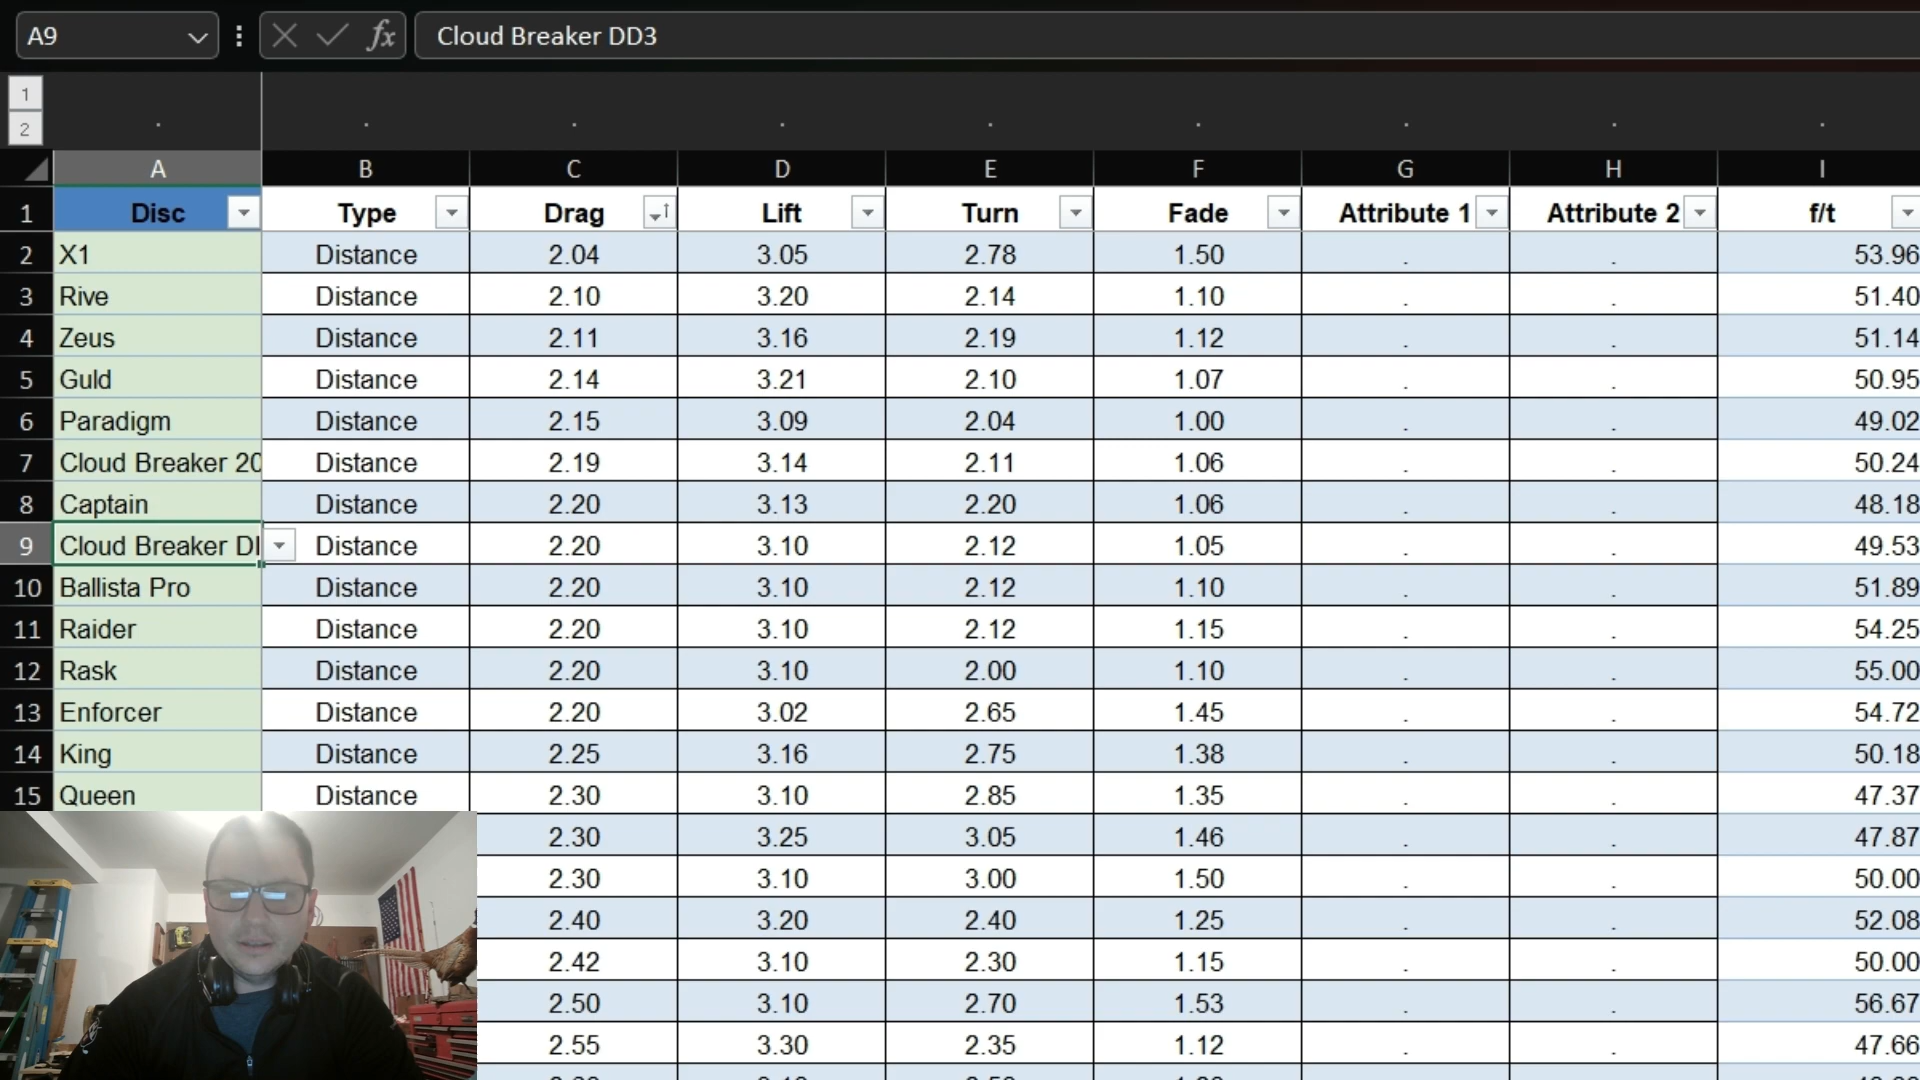 A9 fx Cloud Breaker DD3
1
2
A B C D E F G H I
1 Disc Type Drag Lift Turn Fade Attribute 1 Attribute 2 f/t
2 X1 Distance 2.04 3.05 2.78 1.50 . . 53.96
3 Rive Distance 2.10 3.20 2.14 1.10 . . 51.40
4 Zeus Distance 2.11 3.16 2.19 1.12 . . 51.14
5 Guld Distance 2.14 3.21 2.10 1.07 . . 50.95
6 Paradigm Distance 2.15 3.09 2.04 1.00 . . 49.02
7 Cloud Breaker 20 Distance 2.19 3.14 2.11 1.06 . . 50.24
8 Captain Distance 2.20 3.13 2.20 1.06 . . 48.18
9 Cloud Breaker D Distance 2.20 3.10 2.12 1.05 . . 49.53
10 Ballista Pro Distance 2.20 3.10 2.12 1.10 . . 51.89
11 Raider Distance 2.20 3.10 2.12 1.15 . . 54.25
12 Rask Distance 2.20 3.10 2.00 1.10 . . 55.00
13 Enforcer Distance 2.20 3.02 2.65 1.45 . . 54.72
14 King Distance 2.25 3.16 2.75 1.38 . . 50.18
15 Queen Distance 2.30 3.10 2.85 1.35 . . 47.37
2.30 3.25 3.05 1.46 . . 47.87
2.30 3.10 3.00 1.50 . . 50.00
2.40 3.20 2.40 1.25 . . 52.08
2.42 3.10 2.30 1.15 . . 50.00
2.50 3.10 2.70 1.53 . . 56.67
2.55 3.30 2.35 1.12 . . 47.66